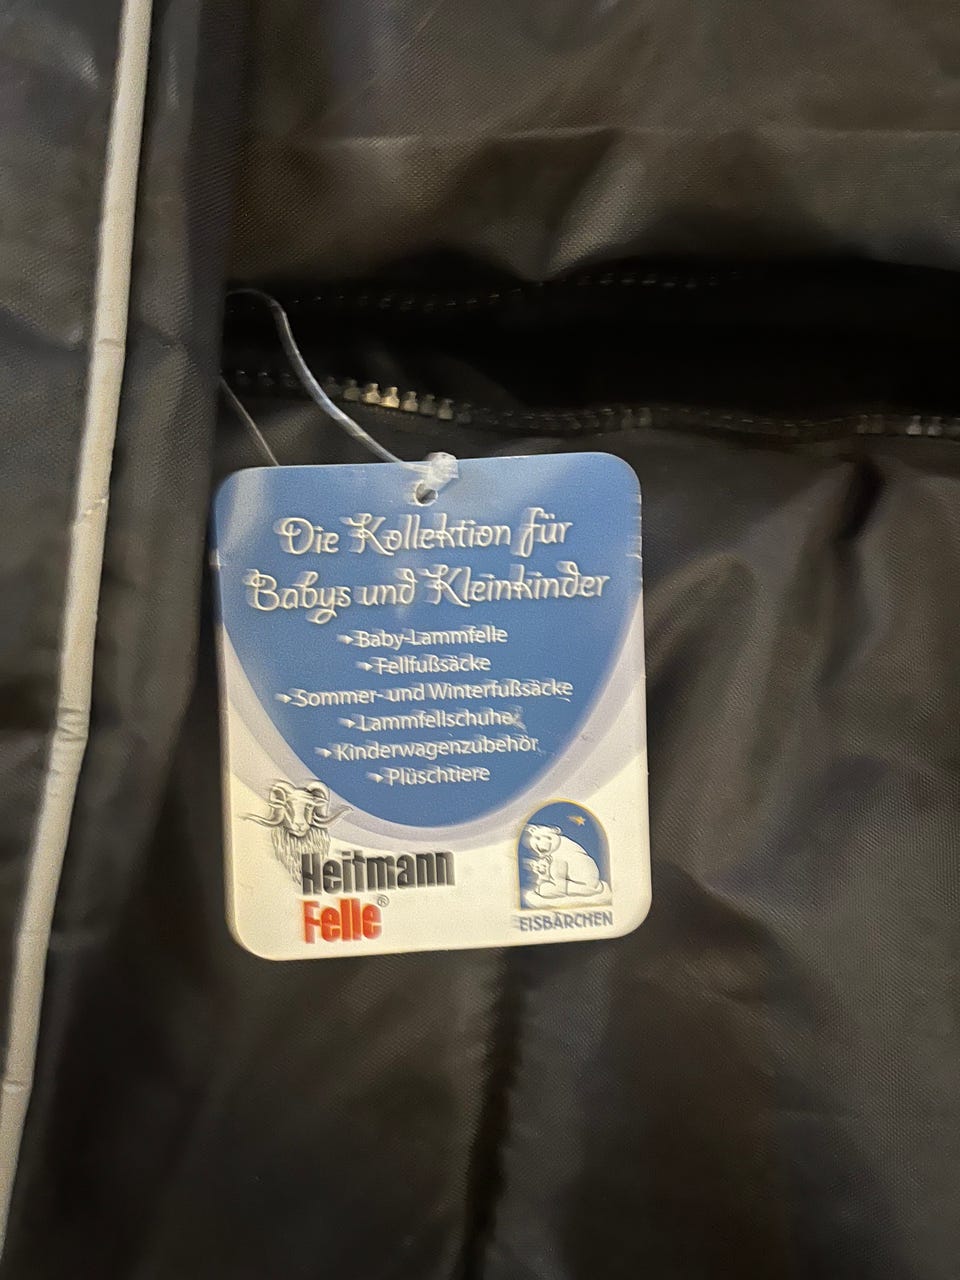 Die Kollektion für
Babys und Kleinkinder
➤Baby-Lammfelle
➤Fellfußsäcke
➤Sommer- und Winterfußsäcke
➤Lammfellschuhe
➤Kinderwagenzubehör
➤Plüschtiere
Heitmann
Felle®
EISBÄRCHEN